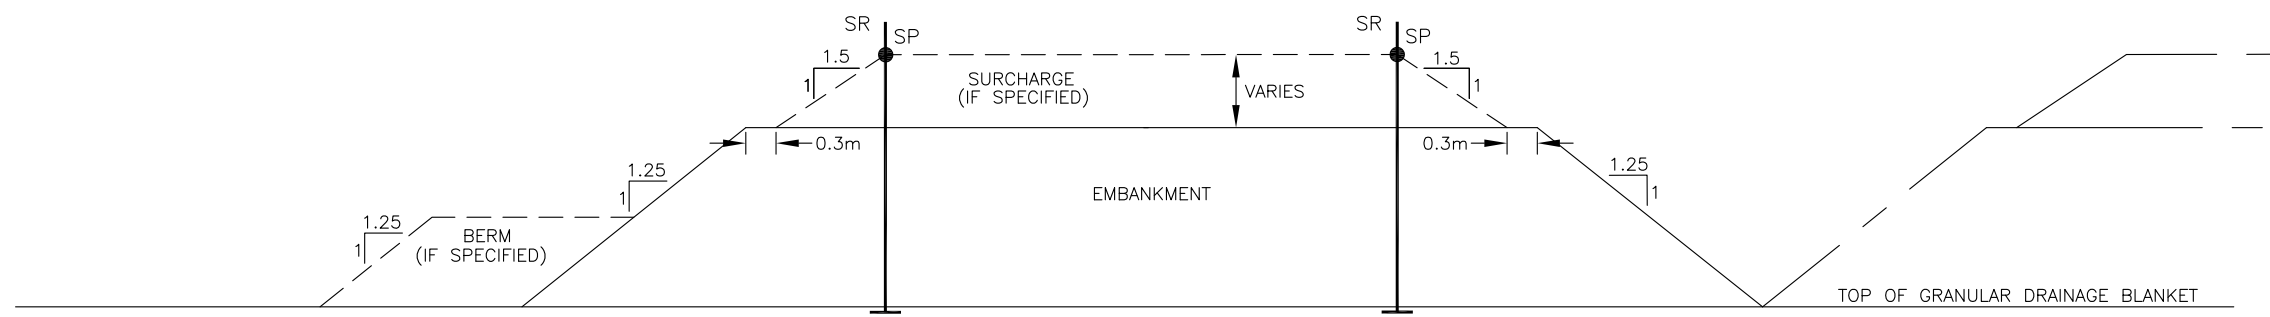 SR
SP
SR
SP
1.5
1
1.5
1
SURCHARGE
(IF SPECIFIED)
VARIES
0.3m
0.3m
1.25
1
1.25
1
EMBANKMENT
1.25
1
BERM
(IF SPECIFIED)
TOP OF GRANULAR DRAINAGE BLANKET